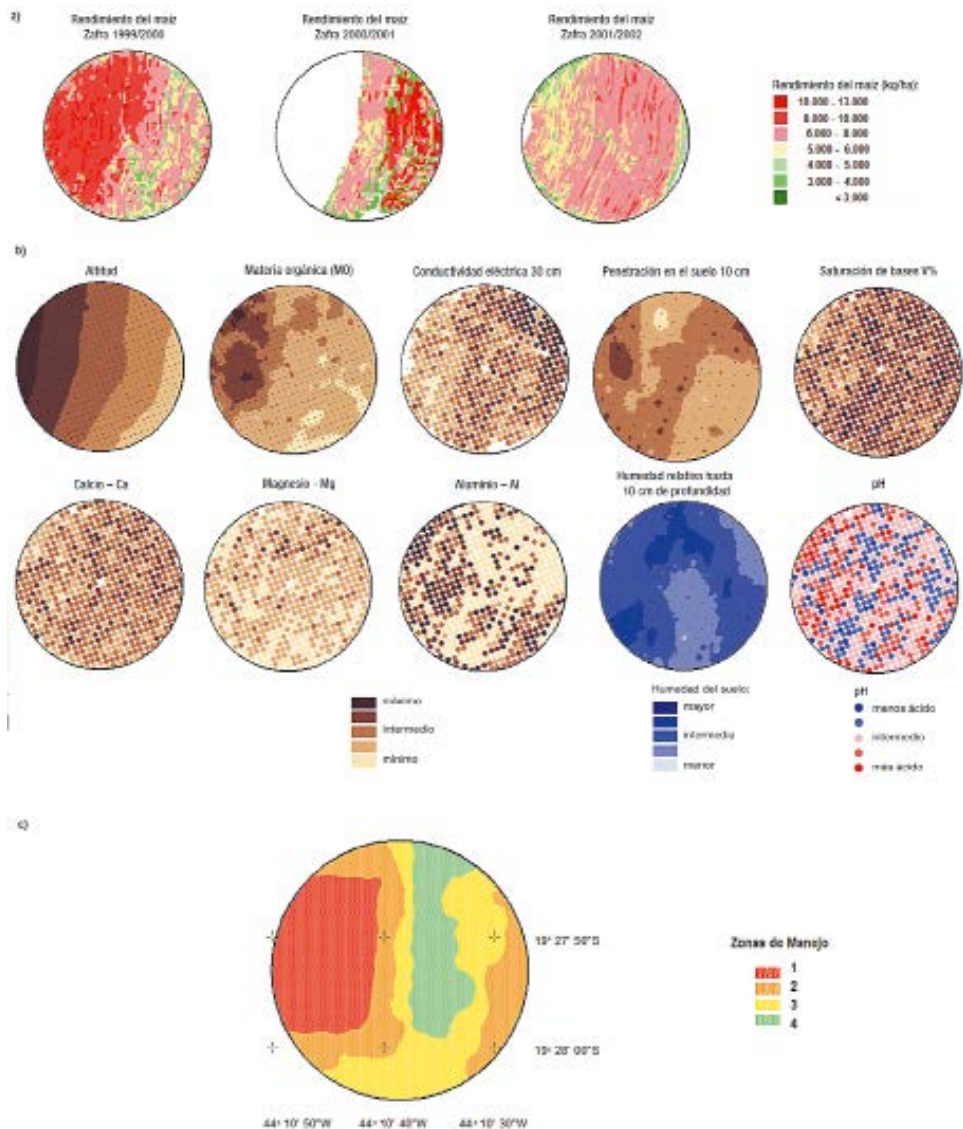 a)
Rendimiento del maíz
Zafra 1999/2000
Rendimiento del maíz
Zafra 2000/2001
Rendimiento del maíz
Zafra 2001/2002
Rendimiento del maíz (kg/ha):
10.000 - 13.000
8.000 - 10.000
6.000 - 8.000
5.000 - 6.000
4.000 - 5.000
3.000 - 4.000
≤ 3.000
b)
Altitud
Materia orgánica (MO)
Conductividad eléctrica 30 cm
Penetración en el suelo 10 cm
Saturación de bases V%
Calcio – Ca
Magnesio - Mg
Aluminio – Al
Humedad relativa hasta
10 cm de profundidad
pH
máximo
intermedio
mínimo
Humedad del suelo:
mayor
intermedia
menor
pH
menos ácido
intermedio
más ácido
c)
19° 27' 50"S
19° 28' 00"S
44° 10' 50"W
44° 10' 40"W
44° 10' 30"W
Zonas de Manejo
1
2
3
4